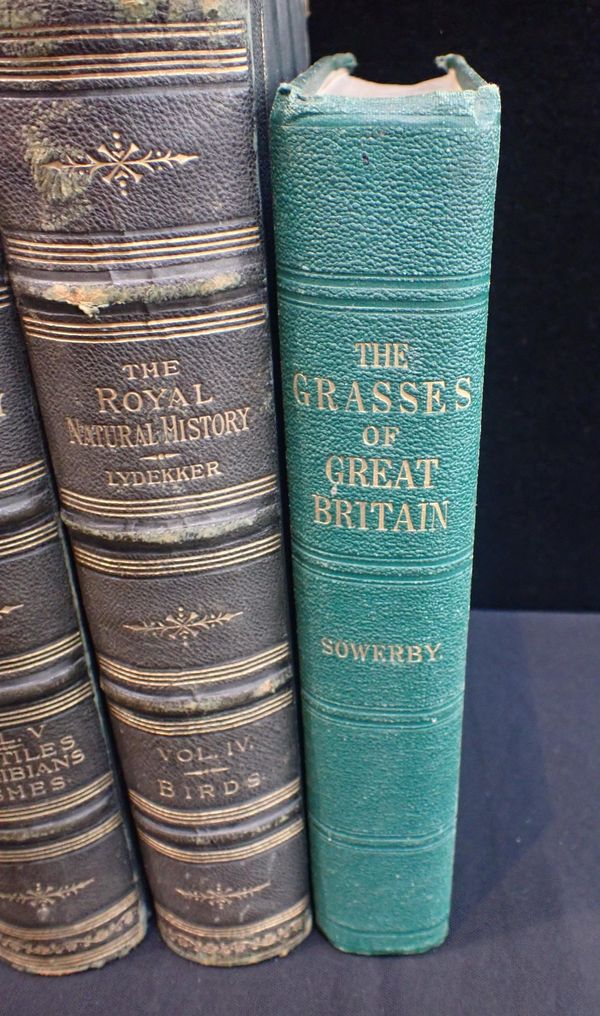 THE
ROYAL
NATURAL HISTORY
LYDEKKER
VOL. IV.
BIRDS
THE
GRASSES
OF
GREAT
BRITAIN
SOWERBY.